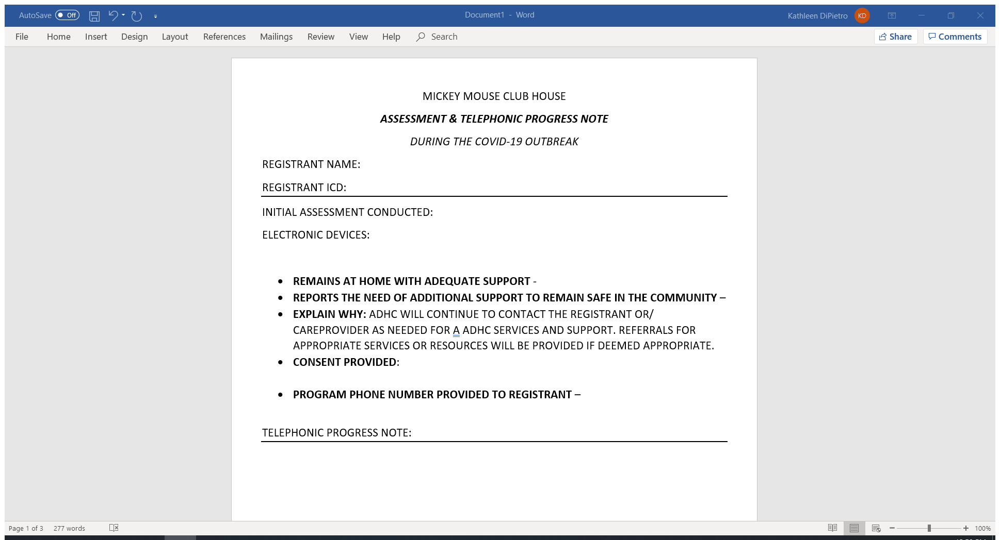 AutoSave Off Document1 - Word Kathleen DiPietro KD
File Home Insert Design Layout References Mailings Review View Help Search Share Comments
MICKEY MOUSE CLUB HOUSE
ASSESSMENT & TELEPHONIC PROGRESS NOTE
DURING THE COVID-19 OUTBREAK
REGISTRANT NAME:
REGISTRANT ICD:
INITIAL ASSESSMENT CONDUCTED:
ELECTRONIC DEVICES:
• REMAINS AT HOME WITH ADEQUATE SUPPORT -
• REPORTS THE NEED OF ADDITIONAL SUPPORT TO REMAIN SAFE IN THE COMMUNITY –
• EXPLAIN WHY: ADHC WILL CONTINUE TO CONTACT THE REGISTRANT OR/
CAREPROVIDER AS NEEDED FOR A ADHC SERVICES AND SUPPORT. REFERRALS FOR
APPROPRIATE SERVICES OR RESOURCES WILL BE PROVIDED IF DEEMED APPROPRIATE.
• CONSENT PROVIDED:
• PROGRAM PHONE NUMBER PROVIDED TO REGISTRANT –
TELEPHONIC PROGRESS NOTE:
Page 1 of 3 277 words 100%